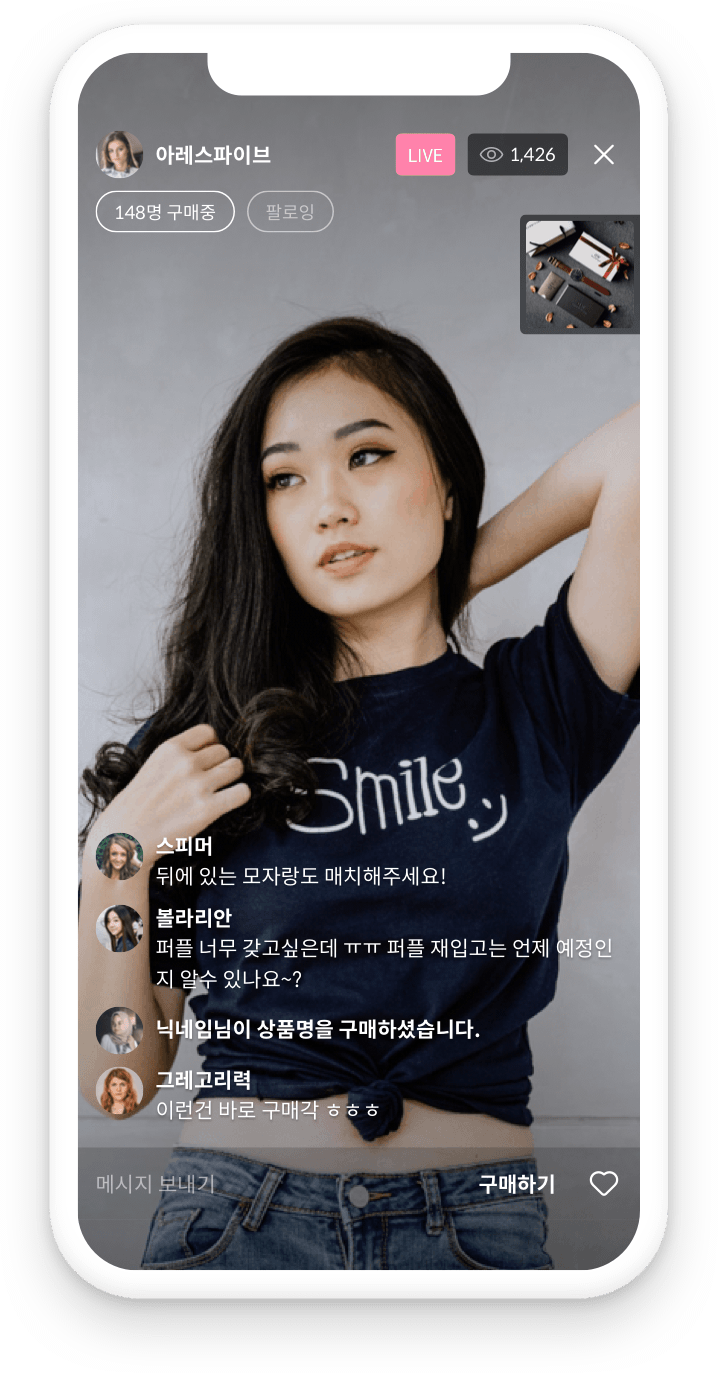 아레스파이브
LIVE
1,426
148명 구매중
팔로잉
Smile
스피머
뒤에 있는 모자랑도 매치해주세요!
볼라리안
퍼플 너무 갖고싶은데 ㅠㅠ 퍼플 재입고는 언제 예정인
지 알수 있나요~?
닉네임님이 상품명을 구매하셨습니다.
그레고리력
이런건 바로 구매각 ㅎㅎㅎ
메시지 보내기
구매하기